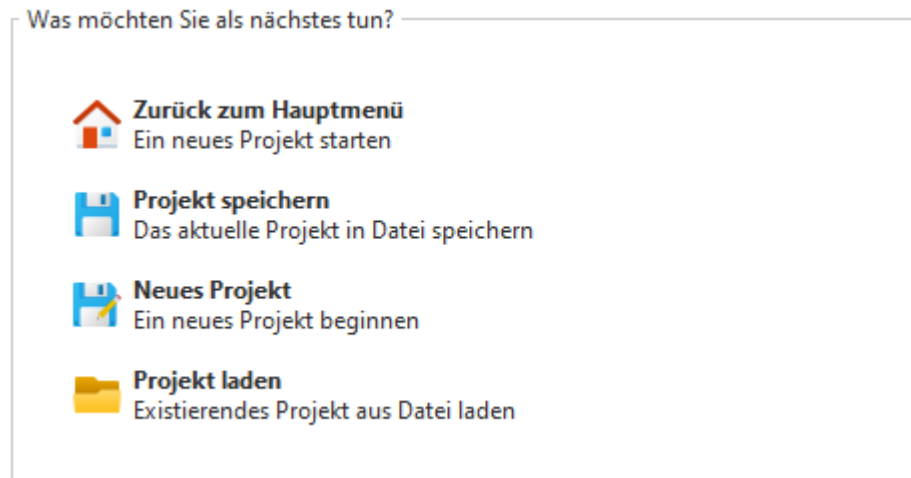 Was möchten Sie als nächstes tun?
Zurück zum Hauptmenü
Ein neues Projekt starten
Projekt speichern
Das aktuelle Projekt in Datei speichern
Neues Projekt
Ein neues Projekt beginnen
Projekt laden
Existierendes Projekt aus Datei laden